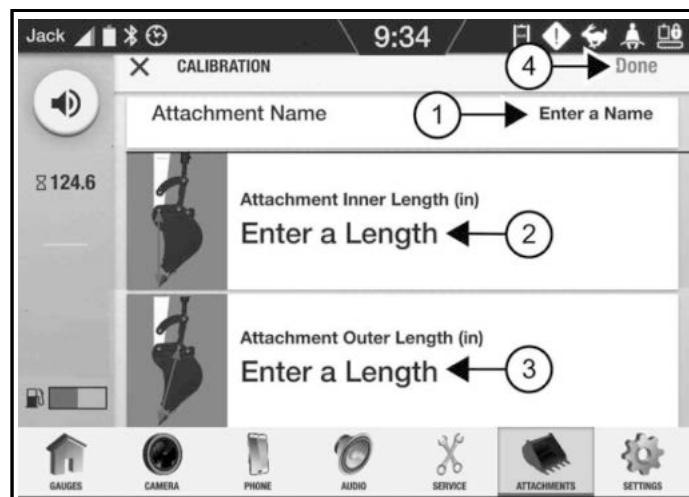 Jack 9:34
CALIBRATION 4 Done
Attachment Name 1 Enter a Name
124.6
Attachment Inner Length (in)
Enter a Length 2
Attachment Outer Length (in)
Enter a Length 3
GAUGES CAMERA PHONE AUDIO SERVICE ATTACHMENTS SETTINGS